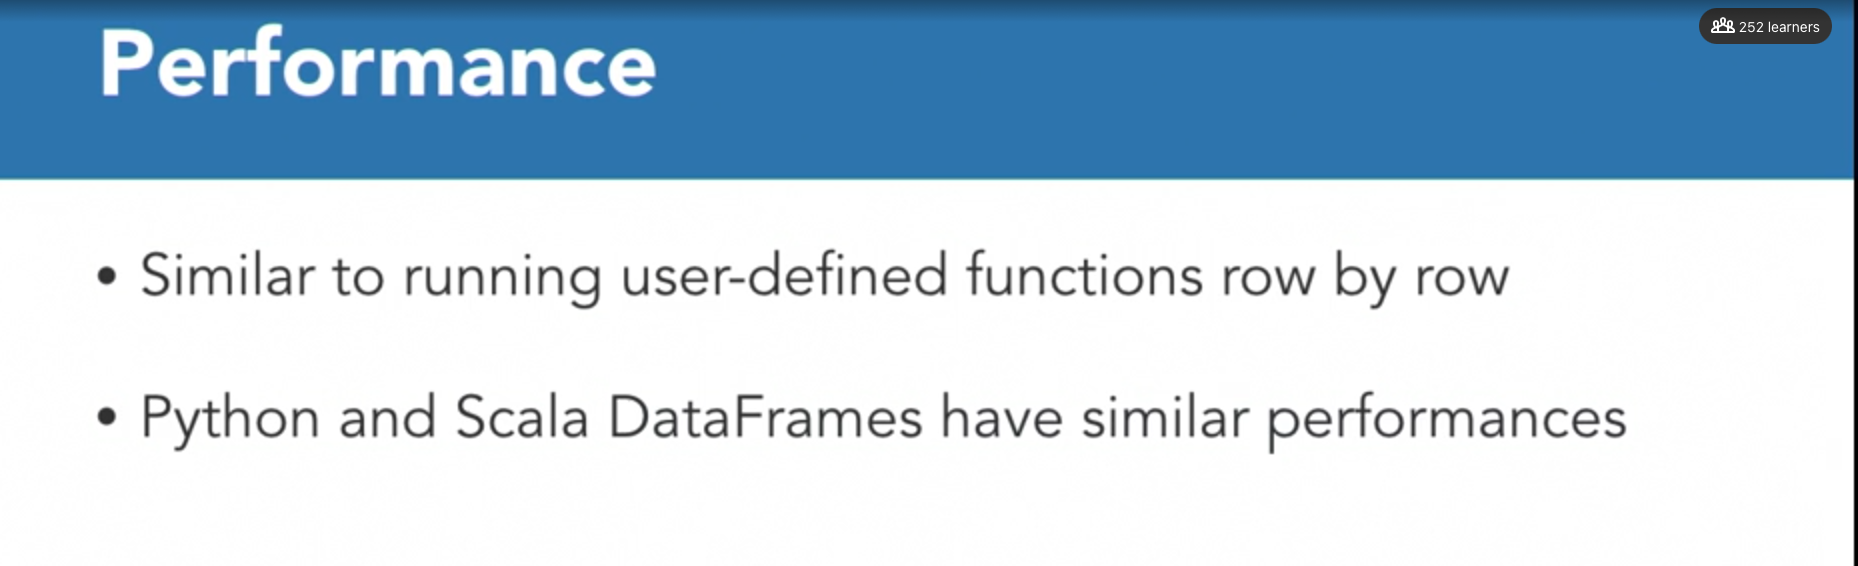 Performance
252 learners
• Similar to running user-defined functions row by row
• Python and Scala DataFrames have similar performances